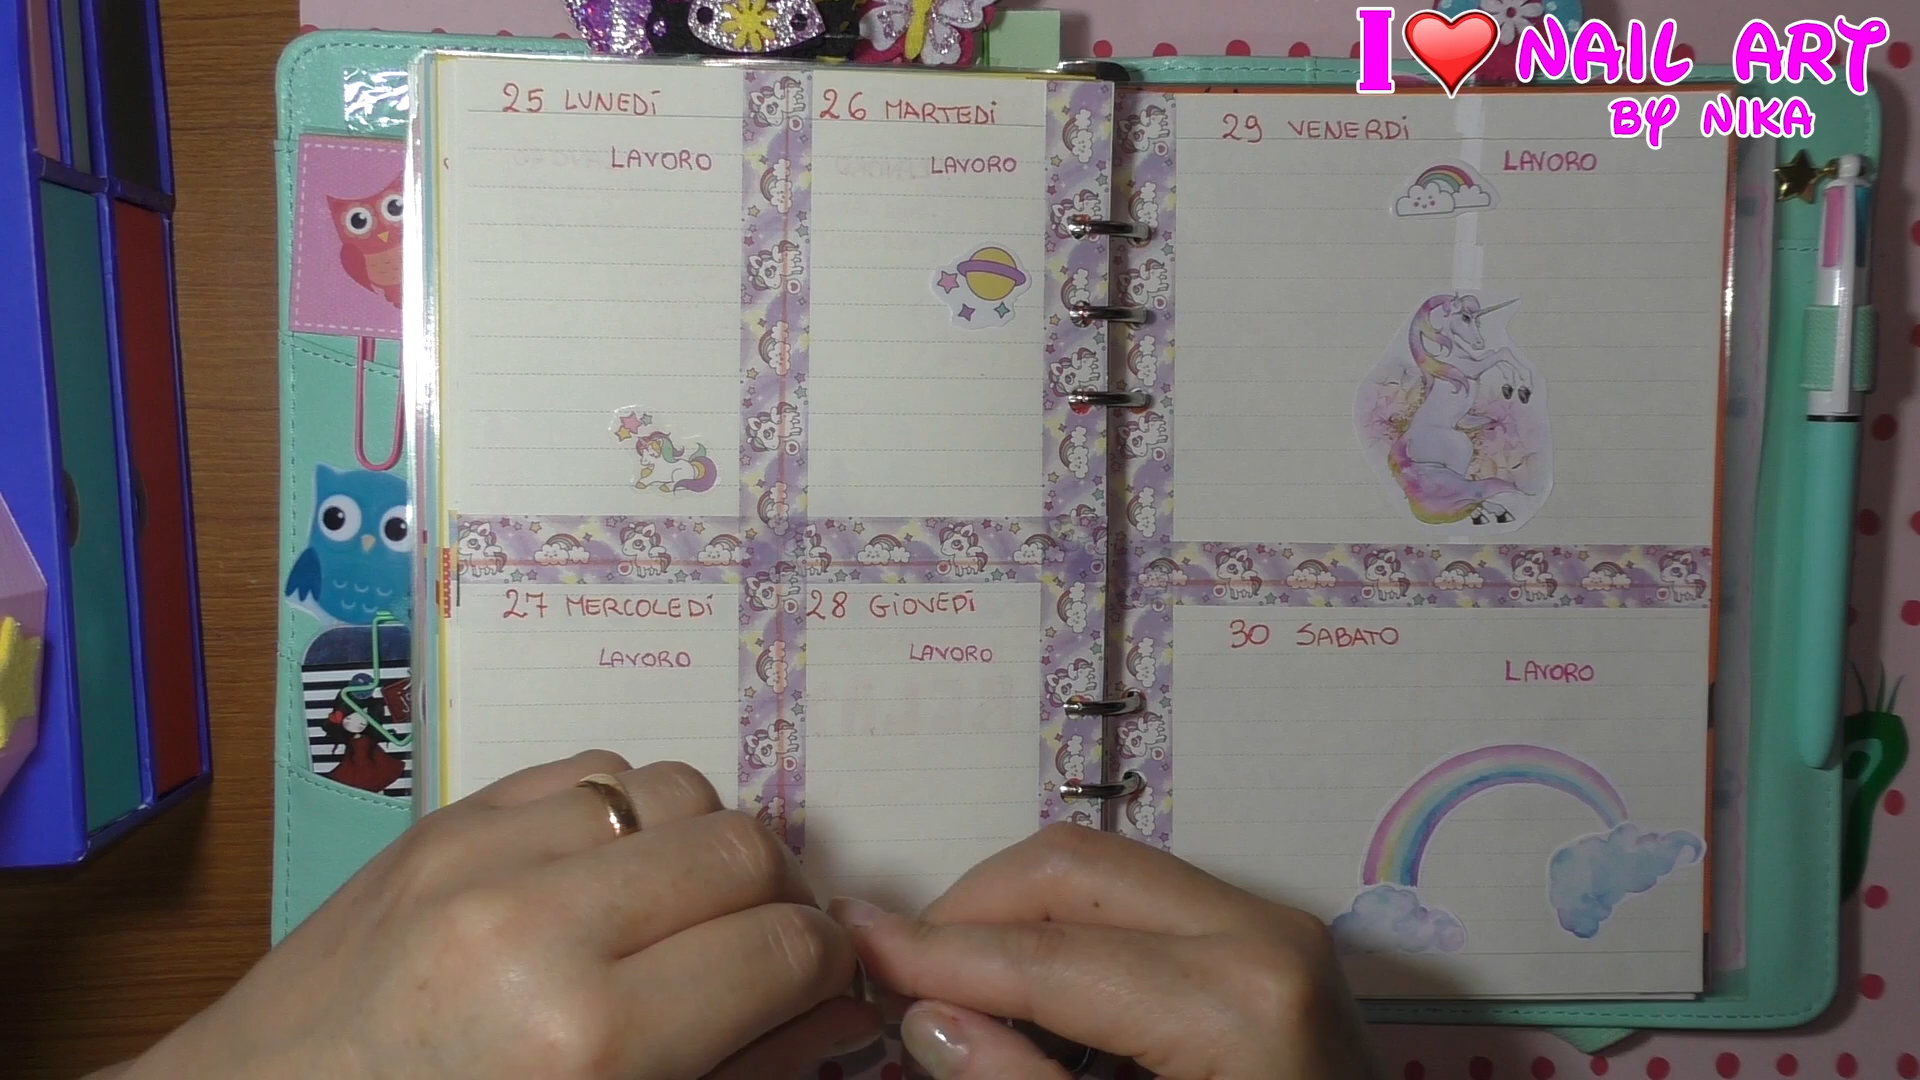 I ❤ NAIL ART
BY NIKA
25 LUNEDì
LAVORO
26 MARTEDì
LAVORO
27 MERCOLEDì
LAVORO
28 GIOVEDì
LAVORO
29 VENERDì
LAVORO
30 SABATO
LAVORO